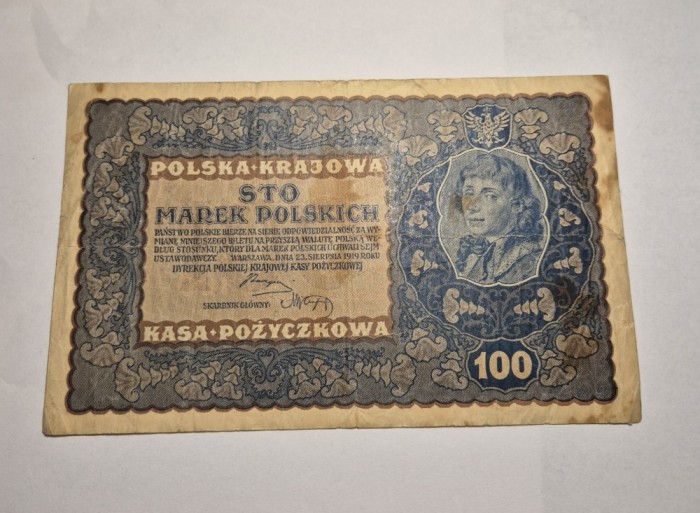 POLSKA • KRAJOWA
STO
MAREK POLSKICH
PAŃSTWO POLSKIE BIERZE NA SIEBIE ODPOWIEDZIALNOŚĆ ZA WY-
MIANĘ NINIEJSZEGO BILETU NA PRZYSZŁĄ WALUTĘ POLSKĄ WE-
DŁUG STOSUNKU, KTÓRY DLA MAREK POLSKICH UCHWALI SEJM
USTAWODAWCZY. WARSZAWA, DNIA 23. SIERPNIA 1919 ROKU
DYREKCJA POLSKIEJ KRAJOWEJ KASY POŻYCZKOWEJ
SKARBNIK GŁÓWNY:
KASA • POŻYCZKOWA
100